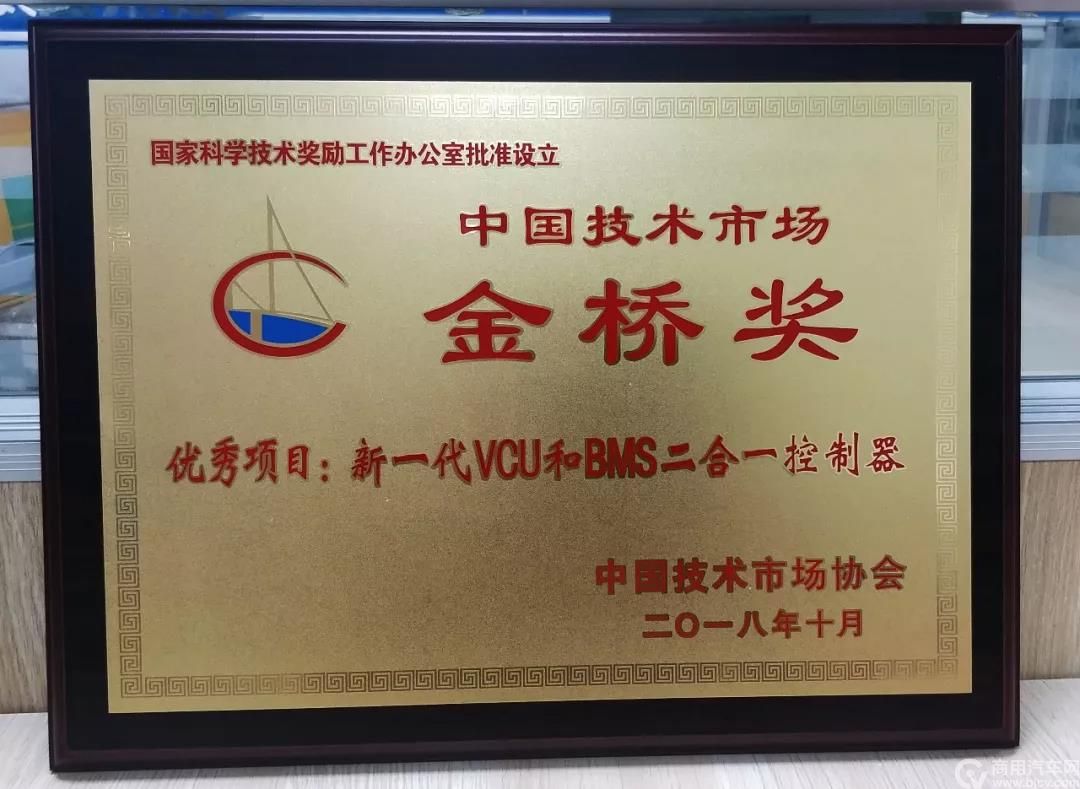 国家科学技术奖励工作办公室批准设立
中国技术市场
金桥奖
优秀项目：新一代VCU和BMS二合一控制器
中国技术市场协会
二〇一八年十月
商用汽车网
www.bjcv.com